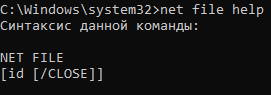 C:\Windows\system32>net file help
Синтаксис данной команды:
NET FILE
[id [/CLOSE]]